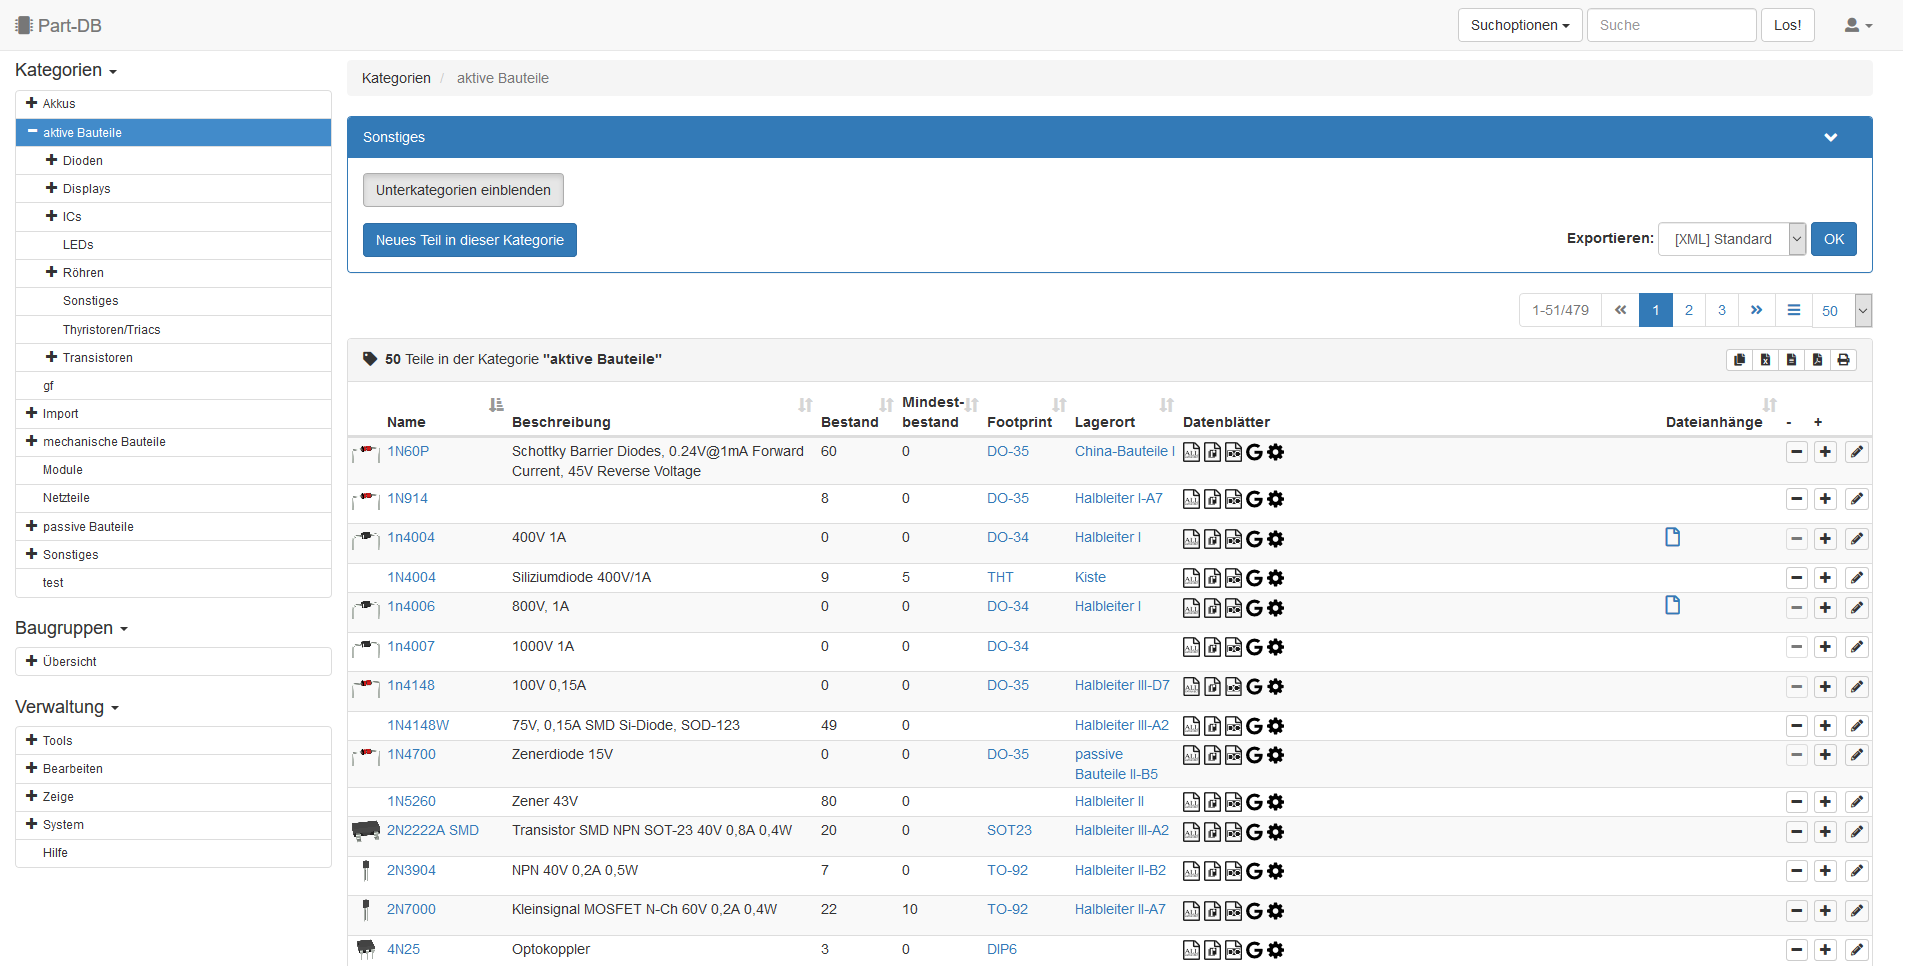 Part-DB
Suchoptionen
Suche
Los!
Kategorien
Akkus
aktive Bauteile
Dioden
Displays
ICs
LEDs
Röhren
Sonstiges
Thyristoren/Triacs
Transistoren
gf
Import
mechanische Bauteile
Module
Netzteile
passive Bauteile
Sonstiges
test
Baugruppen
Übersicht
Verwaltung
Tools
Bearbeiten
Zeige
System
Hilfe
Kategorien / aktive Bauteile
Sonstiges
Unterkategorien einblenden
Neues Teil in dieser Kategorie
Exportieren: [XML] Standard OK
1-51/479 « 1 2 3 » 50
50 Teile in der Kategorie "aktive Bauteile"
Name Beschreibung Bestand Mindest-bestand Footprint Lagerort Datenblätter Dateianhänge - +
1N60P Schottky Barrier Diodes, 0.24V@1mA Forward 60 0 DO-35 China-Bauteile I
Current, 45V Reverse Voltage
1N914 8 0 DO-35 Halbleiter I-A7
1n4004 400V 1A 0 0 DO-34 Halbleiter I
1N4004 Siliziumdiode 400V/1A 9 5 THT Kiste
1n4006 800V, 1A 0 0 DO-34 Halbleiter I
1n4007 1000V 1A 0 0 DO-34
1n4148 100V 0,15A 0 0 DO-35 Halbleiter III-D7
1N4148W 75V, 0,15A SMD Si-Diode, SOD-123 49 0 Halbleiter III-A2
1N4700 Zenerdiode 15V 0 0 DO-35 passive
Bauteile II-B5
1N5260 Zener 43V 80 0 Halbleiter II
2N2222A SMD Transistor SMD NPN SOT-23 40V 0,8A 0,4W 20 0 SOT23 Halbleiter III-A2
2N3904 NPN 40V 0,2A 0,5W 7 0 TO-92 Halbleiter II-B2
2N7000 Kleinsignal MOSFET N-Ch 60V 0,2A 0,4W 22 10 TO-92 Halbleiter II-A7
4N25 Optokoppler 3 0 DIP6